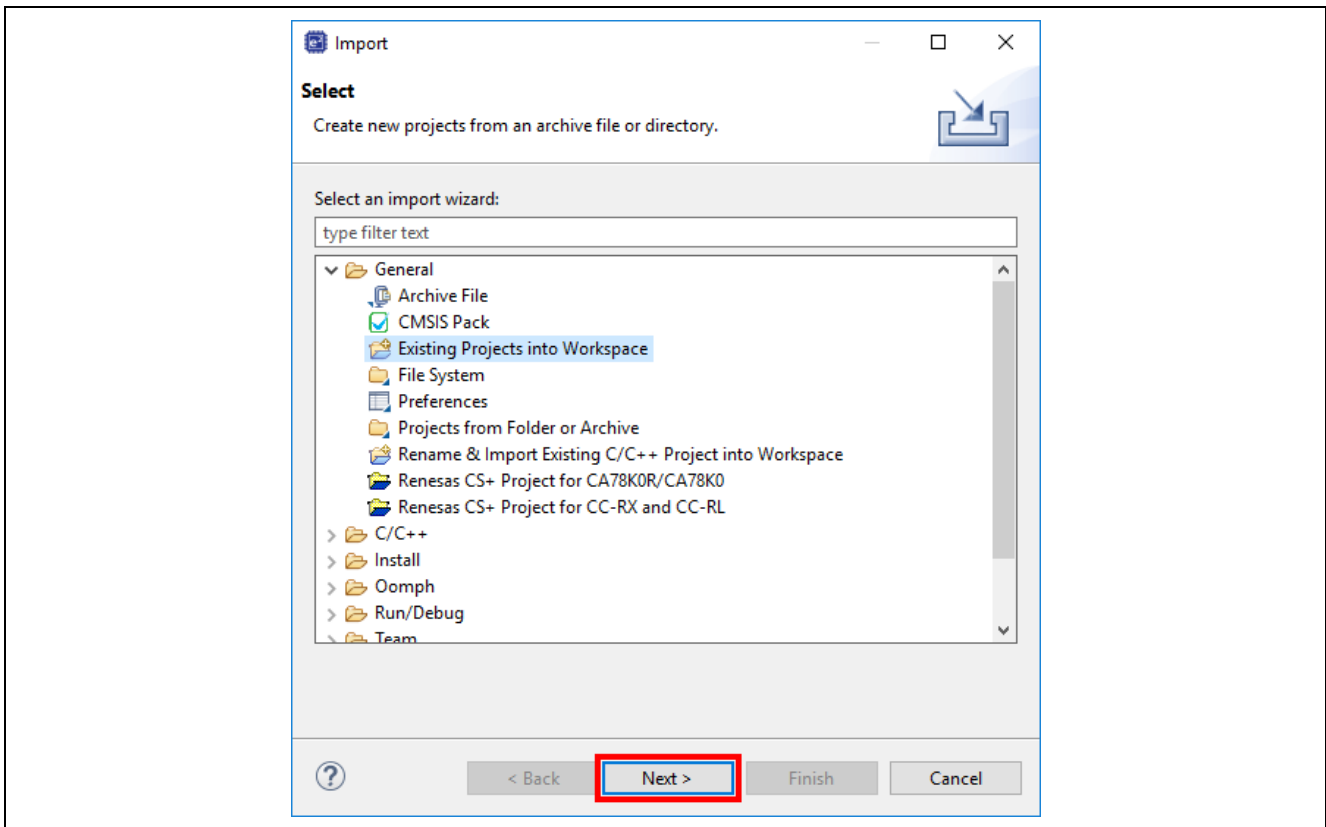 Import
Select
Create new projects from an archive file or directory.
Select an import wizard:
type filter text
General
Archive File
CMSIS Pack
Existing Projects into Workspace
File System
Preferences
Projects from Folder or Archive
Rename & Import Existing C/C++ Project into Workspace
Renesas CS+ Project for CA78K0R/CA78K0
Renesas CS+ Project for CC-RX and CC-RL
C/C++
Install
Oomph
Run/Debug
Team
? < Back Next > Finish Cancel